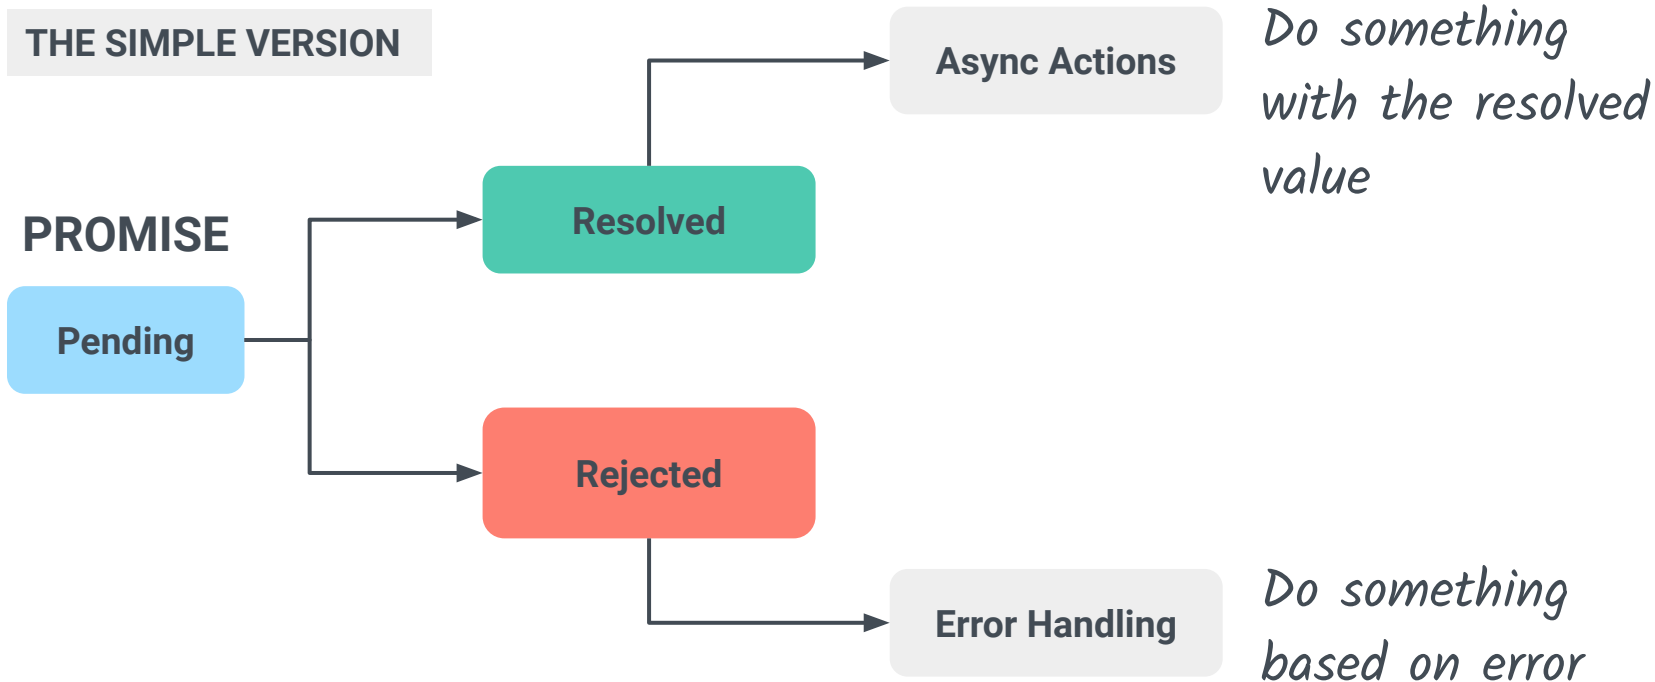 THE SIMPLE VERSION
PROMISE
Pending
Resolved
Rejected
Async Actions
Do something
with the resolved
value
Error Handling
Do something
based on error